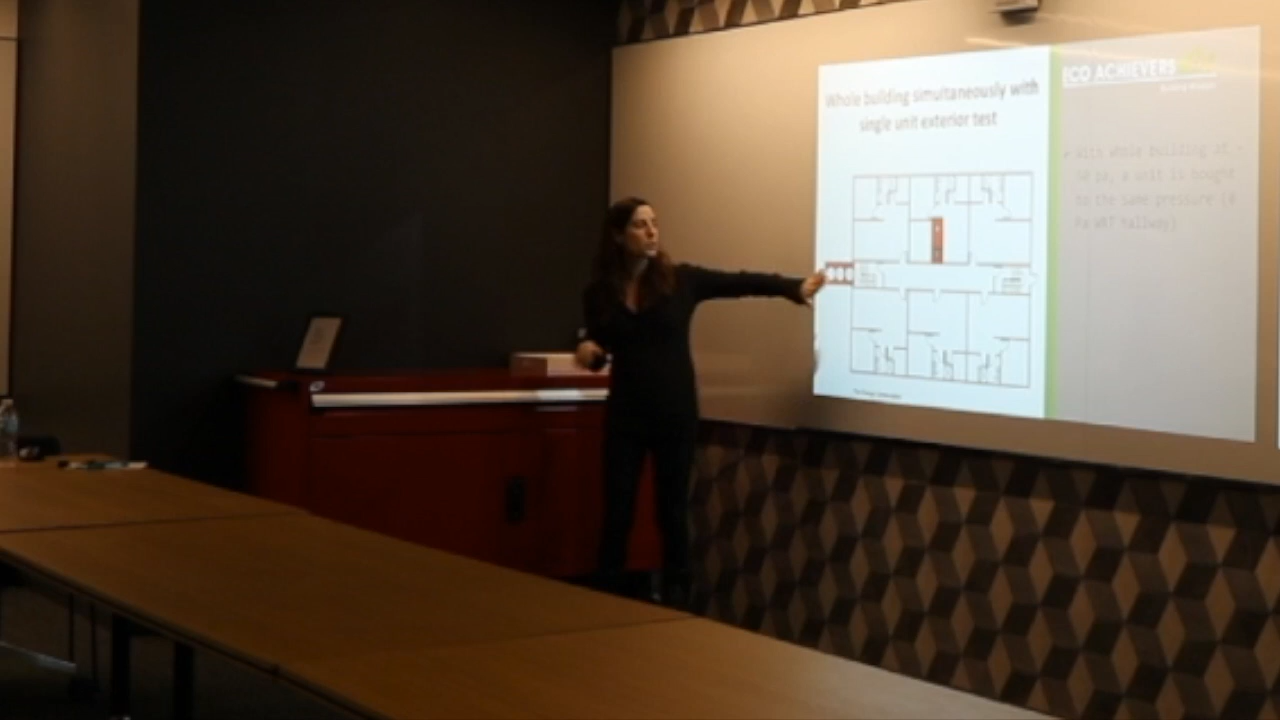 Whole building simultaneously with
single unit exterior test
ECO ACHIEVERS
With whole building at -
50 pa, a unit is bought
to the same pressure (0
Pa WRT hallway)